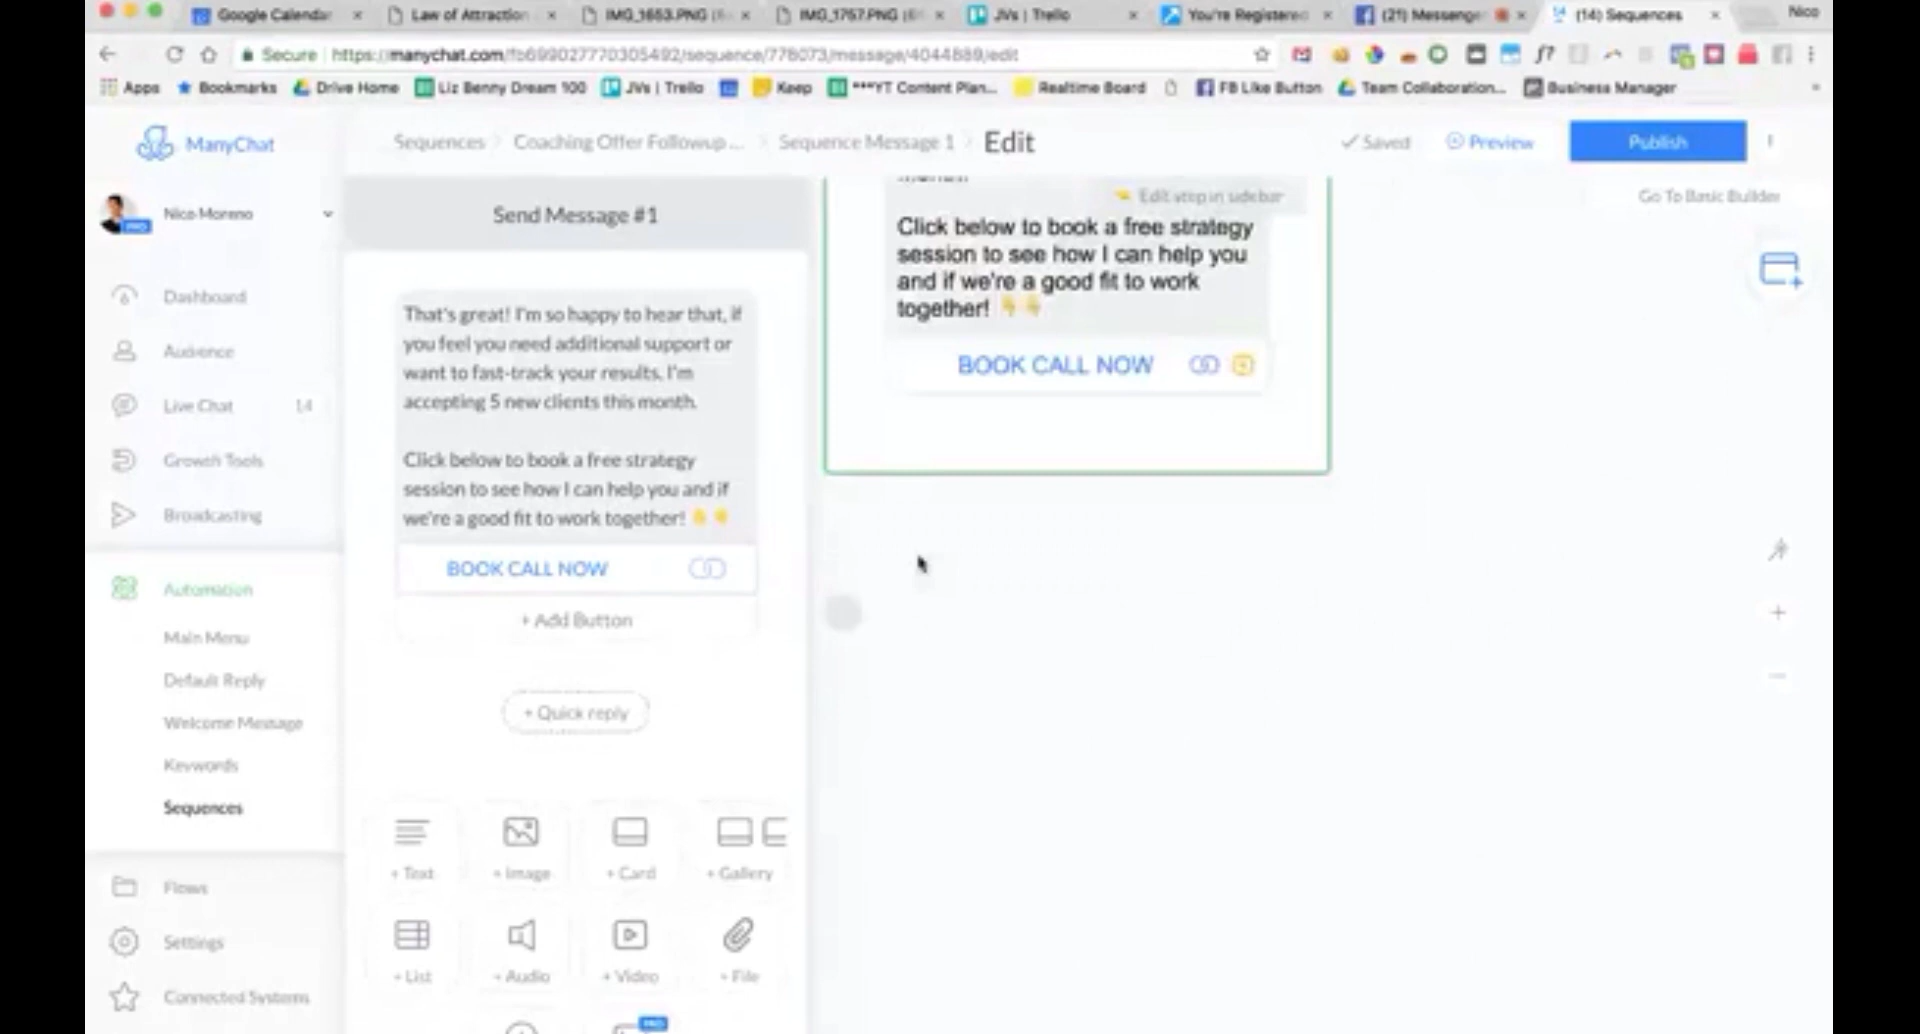 Google Calendar
Law of Attraction
IMG_1653.PNG
IMG_1757.PNG
JVs | Trello
You're Registered
(21) Messenge
(14) Sequences
Nico
Secure
https://manychat.com/fb699027770305492/sequence/778073/message/4044889/edit
Apps
Bookmarks
Drive Home
Liz Benny Dream 100
JVs | Trello
Keep
***YT Content Plan...
Realtime Board
FB Like Button
Team Collaboration...
Business Manager
ManyChat
Sequences
Coaching Offer Followup ...
Sequence Message 1
Edit
Saved
Preview
Publish
Go To Basic Builder
Nico Moreno
PRO
Dashboard
Audience
Live Chat 14
Growth Tools
Broadcasting
Automation
Main Menu
Default Reply
Welcome Message
Keywords
Sequences
Flows
Settings
Connected Systems
Send Message #1
That's great! I'm so happy to hear that, if
you feel you need additional support or
want to fast-track your results, I'm
accepting 5 new clients this month.
Click below to book a free strategy
session to see how I can help you and if
we're a good fit to work together! 👇👇
BOOK CALL NOW
+ Add Button
+ Quick reply
+ Text
+ Image
+ Card
+ Gallery
+ List
+ Audio
+ Video
+ File
PRO
Edit step in sidebar
Click below to book a free strategy
session to see how I can help you
and if we're a good fit to work
together! 👇👇
BOOK CALL NOW